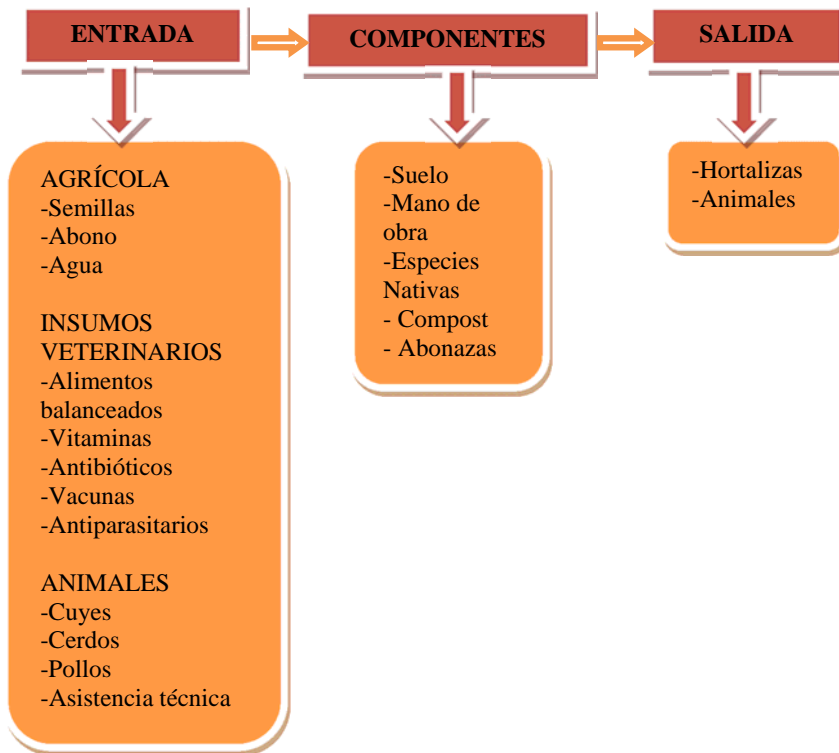 ENTRADA
COMPONENTES
SALIDA
AGRÍCOLA
-Semillas
-Abono
-Agua
INSUMOS
VETERINARIOS
-Alimentos
balanceados
-Vitaminas
-Antibióticos
-Vacunas
-Antiparasitarios
ANIMALES
-Cuyes
-Cerdos
-Pollos
-Asistencia técnica
-Suelo
-Mano de
obra
-Especies
Nativas
- Compost
- Abonazas
-Hortalizas
-Animales